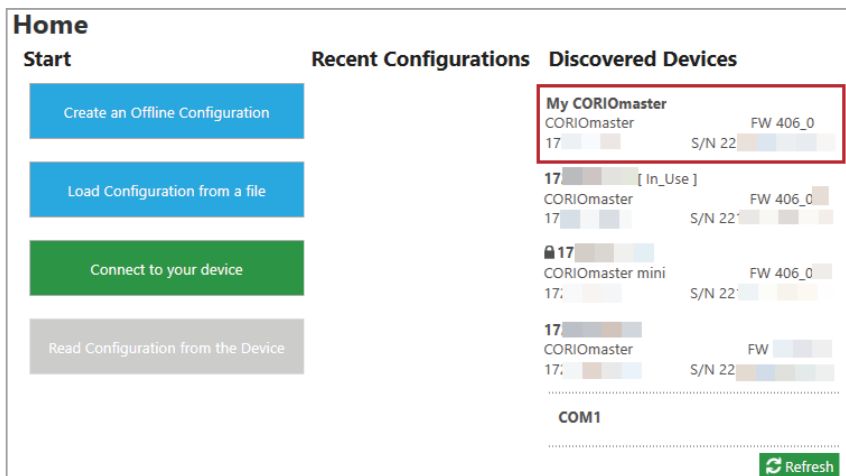 Home
Start
Recent Configurations
Discovered Devices
Create an Offline Configuration
Load Configuration from a file
Connect to your device
Read Configuration from the Device
My CORIOmaster
CORIOmaster FW 406_0
17 S/N 22
17. [ In_Use ]
CORIOmaster FW 406_0
17 S/N 221
17
CORIOmaster mini FW 406_0
17 S/N 221
17.
CORIOmaster FW
17 S/N 22
COM1
Refresh